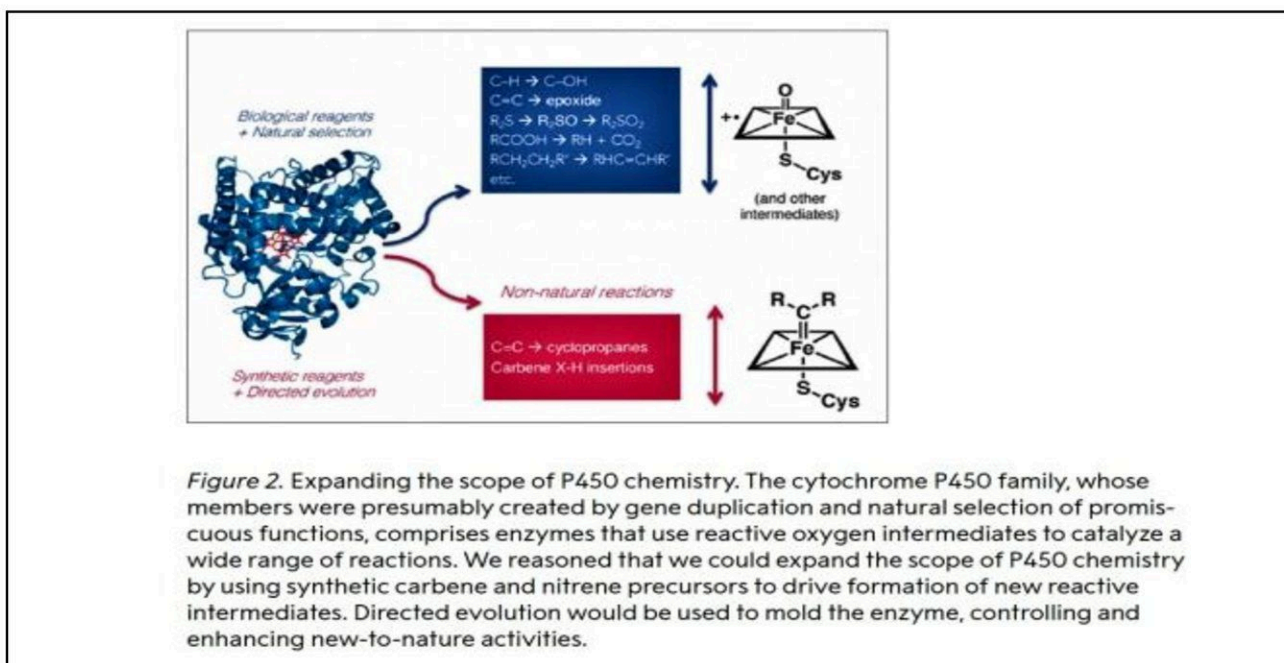 Biological reagents
+ Natural selection
C–H → C–OH
C=C → epoxide
R₂S → R₂SO → R₂SO₂
RCOOH → RH + CO₂
RCH₂CH₂R' → RHC=CHR'
etc.
O
+•
Fe
S
Cys
(and other
intermediates)
Non-natural reactions
C=C → cyclopropanes
Carbene X-H insertions
Synthetic reagents
+ Directed evolution
R R
C
Fe
S
Cys
Figure 2. Expanding the scope of P450 chemistry. The cytochrome P450 family, whose
members were presumably created by gene duplication and natural selection of promis-
cuous functions, comprises enzymes that use reactive oxygen intermediates to catalyze a
wide range of reactions. We reasoned that we could expand the scope of P450 chemistry
by using synthetic carbene and nitrene precursors to drive formation of new reactive
intermediates. Directed evolution would be used to mold the enzyme, controlling and
enhancing new-to-nature activities.